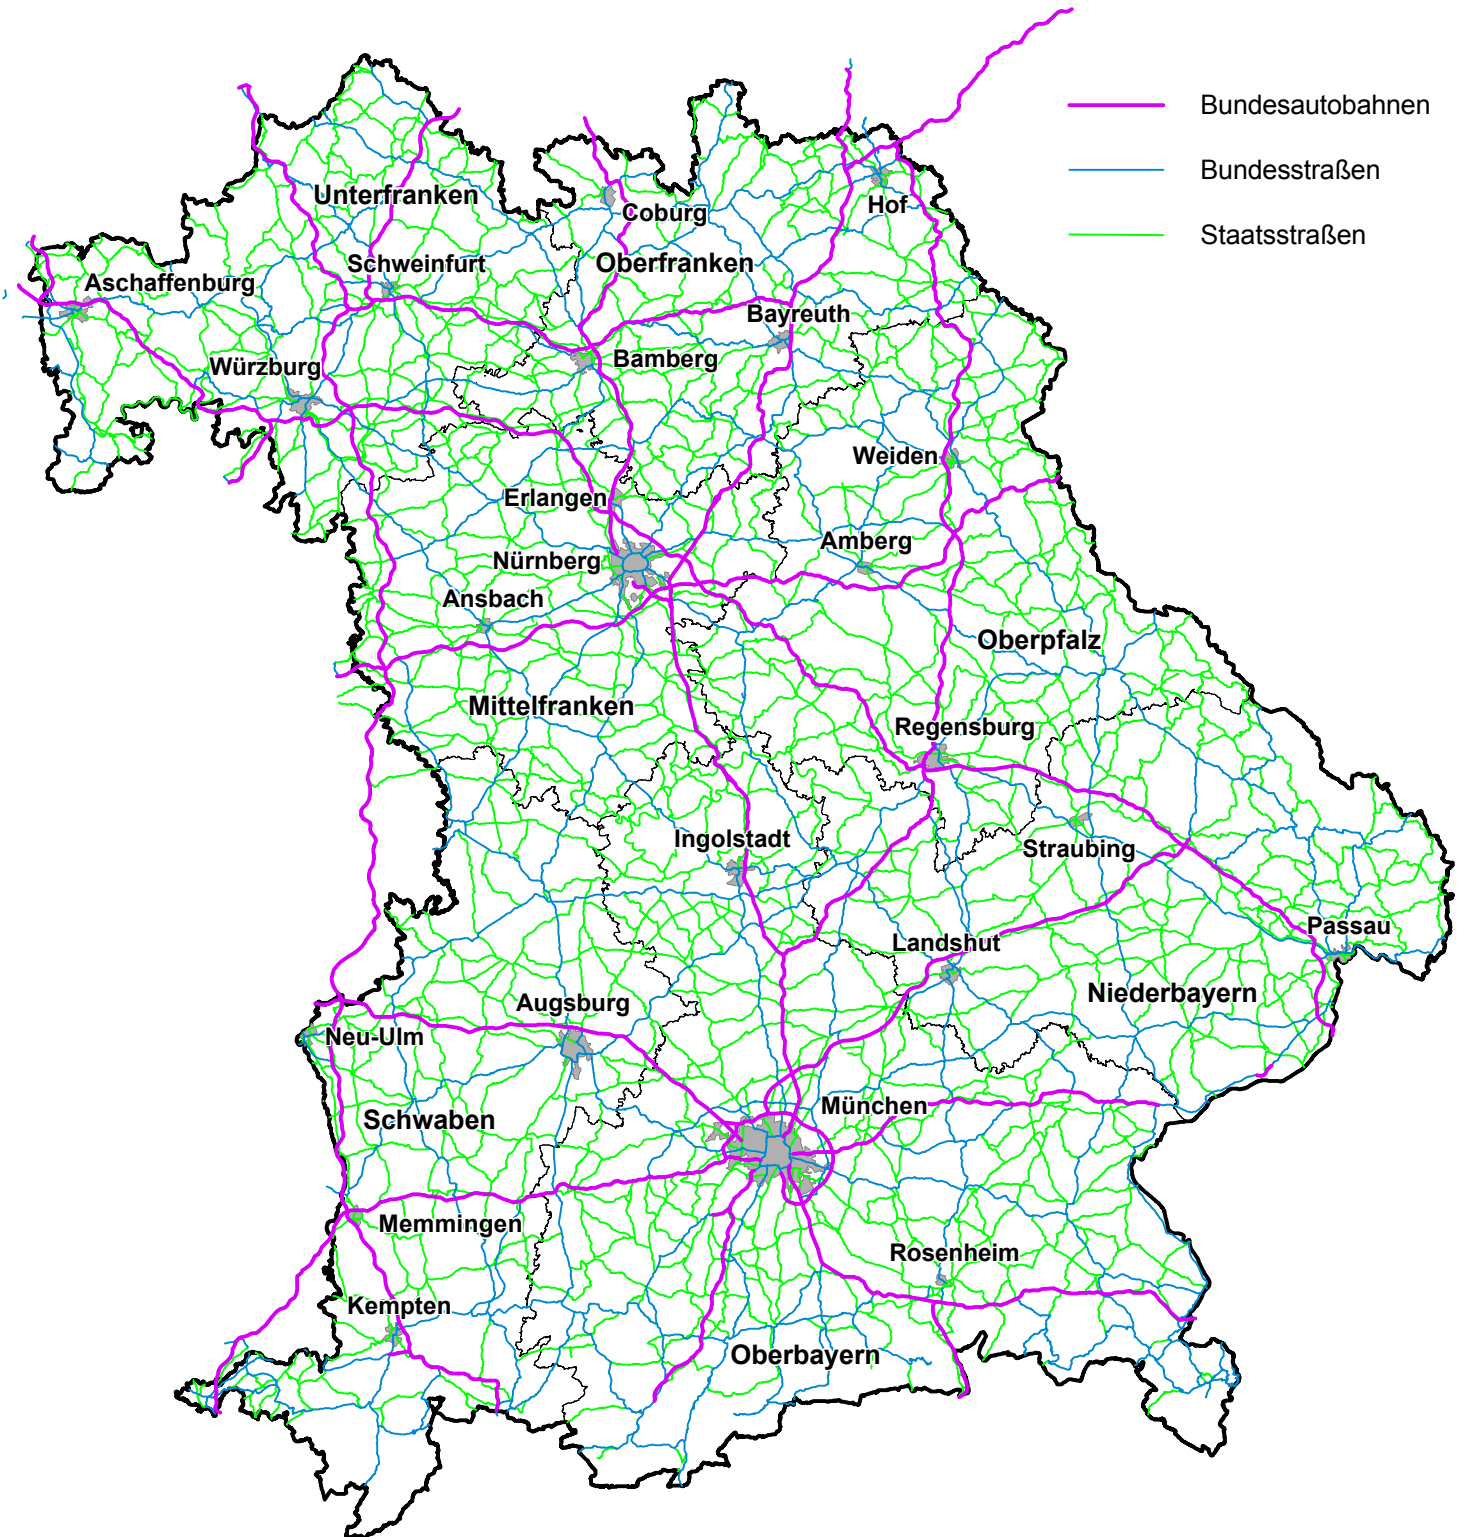 Bundesautobahnen
Bundesstraßen
Staatsstraßen
Unterfranken
Coburg
Hof
Oberfranken
Schweinfurt
Aschaffenburg
Bayreuth
Bamberg
Würzburg
Weiden
Erlangen
Amberg
Nürnberg
Ansbach
Oberpfalz
Mittelfranken
Regensburg
Ingolstadt
Straubing
Passau
Landshut
Niederbayern
Augsburg
Neu-Ulm
München
Schwaben
Memmingen
Rosenheim
Kempten
Oberbayern